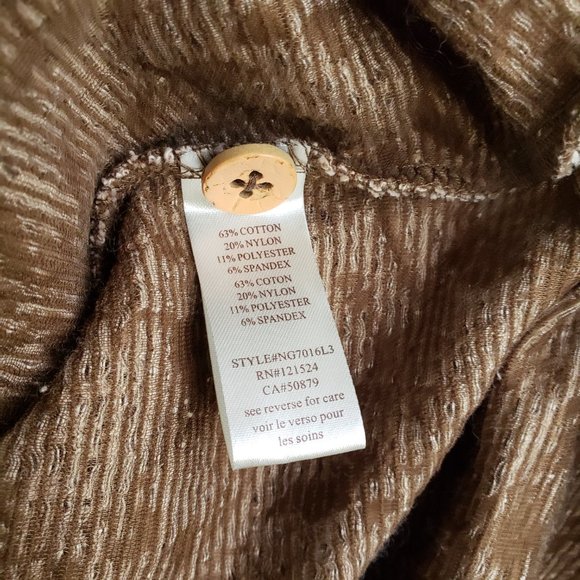 63% COTTON
20% NYLON
11% POLYESTER
6% SPANDEX
63% COTON
20% NYLON
11% POLYESTER
6% SPANDEX
STYLE#NG7016L3
RN#121524
CA#50879
see reverse for care
voir le verso pour
les soins